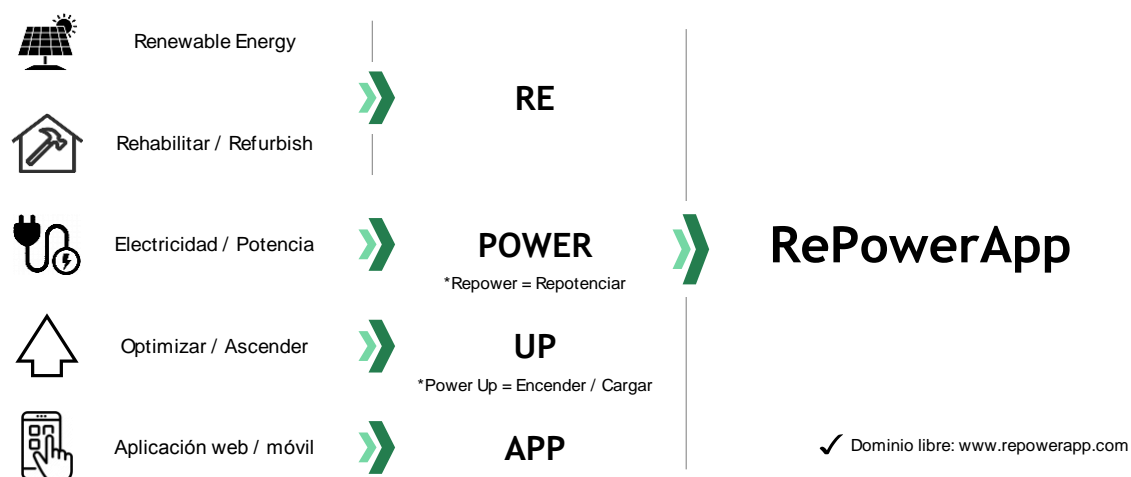 Renewable Energy
Rehabilitar / Refurbish
RE
Electricidad / Potencia
POWER
*Repower = Repotenciar
Optimizar / Ascender
UP
*Power Up = Encender / Cargar
Aplicación web / móvil
APP
RePowerApp
Dominio libre: www.repowerapp.com